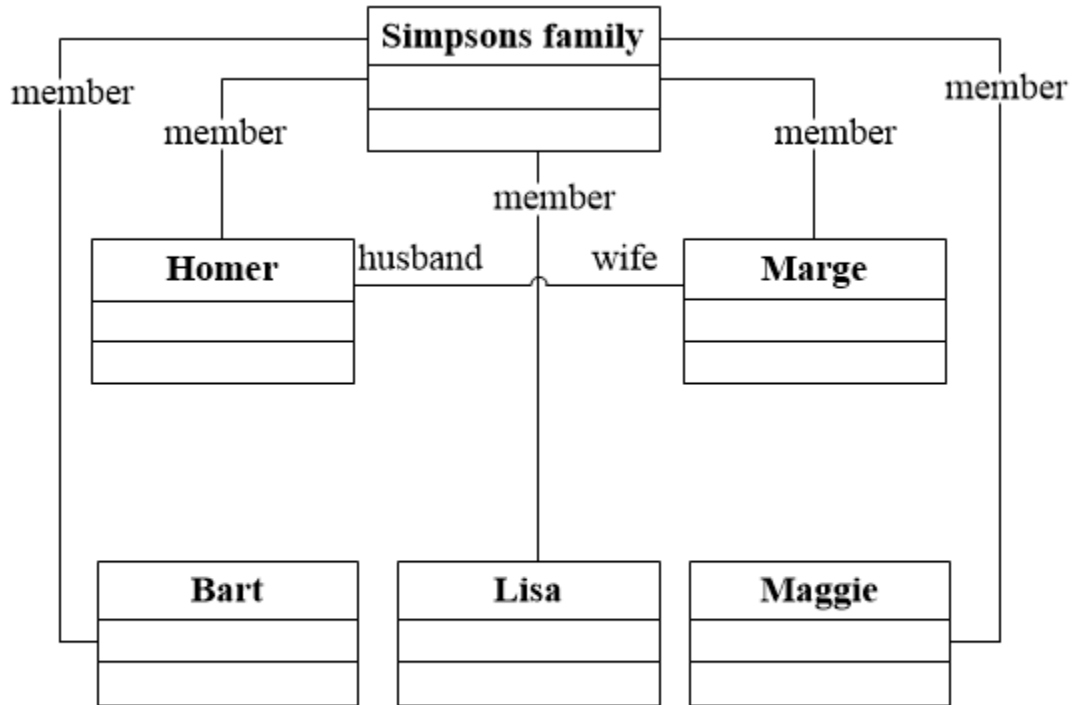 Simpsons family
member
member
member
member
member
husband
wife
Homer
Marge
Bart
Lisa
Maggie